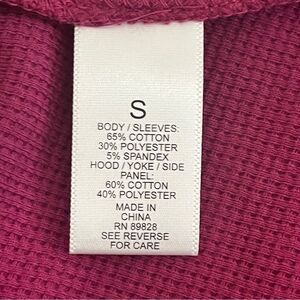 S
BODY / SLEEVES:
65% COTTON
30% POLYESTER
5% SPANDEX
HOOD / YOKE / SIDE
PANEL:
60% COTTON
40% POLYESTER
MADE IN
CHINA
RN 89828
SEE REVERSE
FOR CARE